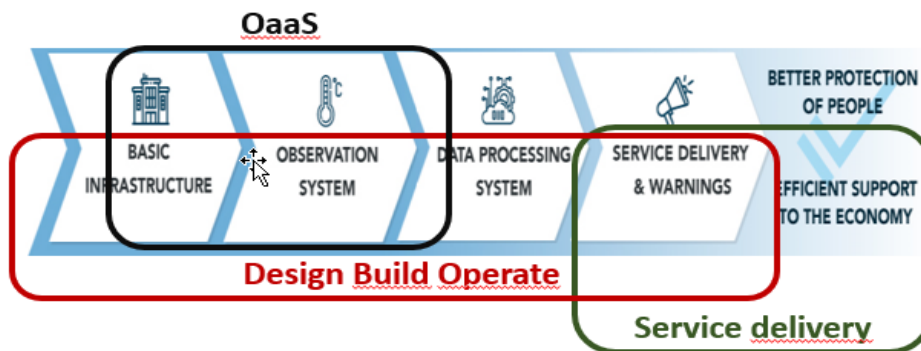 OaaS
BASIC
INFRASTRUCTURE
°C
OBSERVATION
SYSTEM
DATA PROCESSING
SYSTEM
SERVICE DELIVERY
& WARNINGS
BETTER PROTECTION
OF PEOPLE
EFFICIENT SUPPORT
TO THE ECONOMY
Design Build Operate
Service delivery